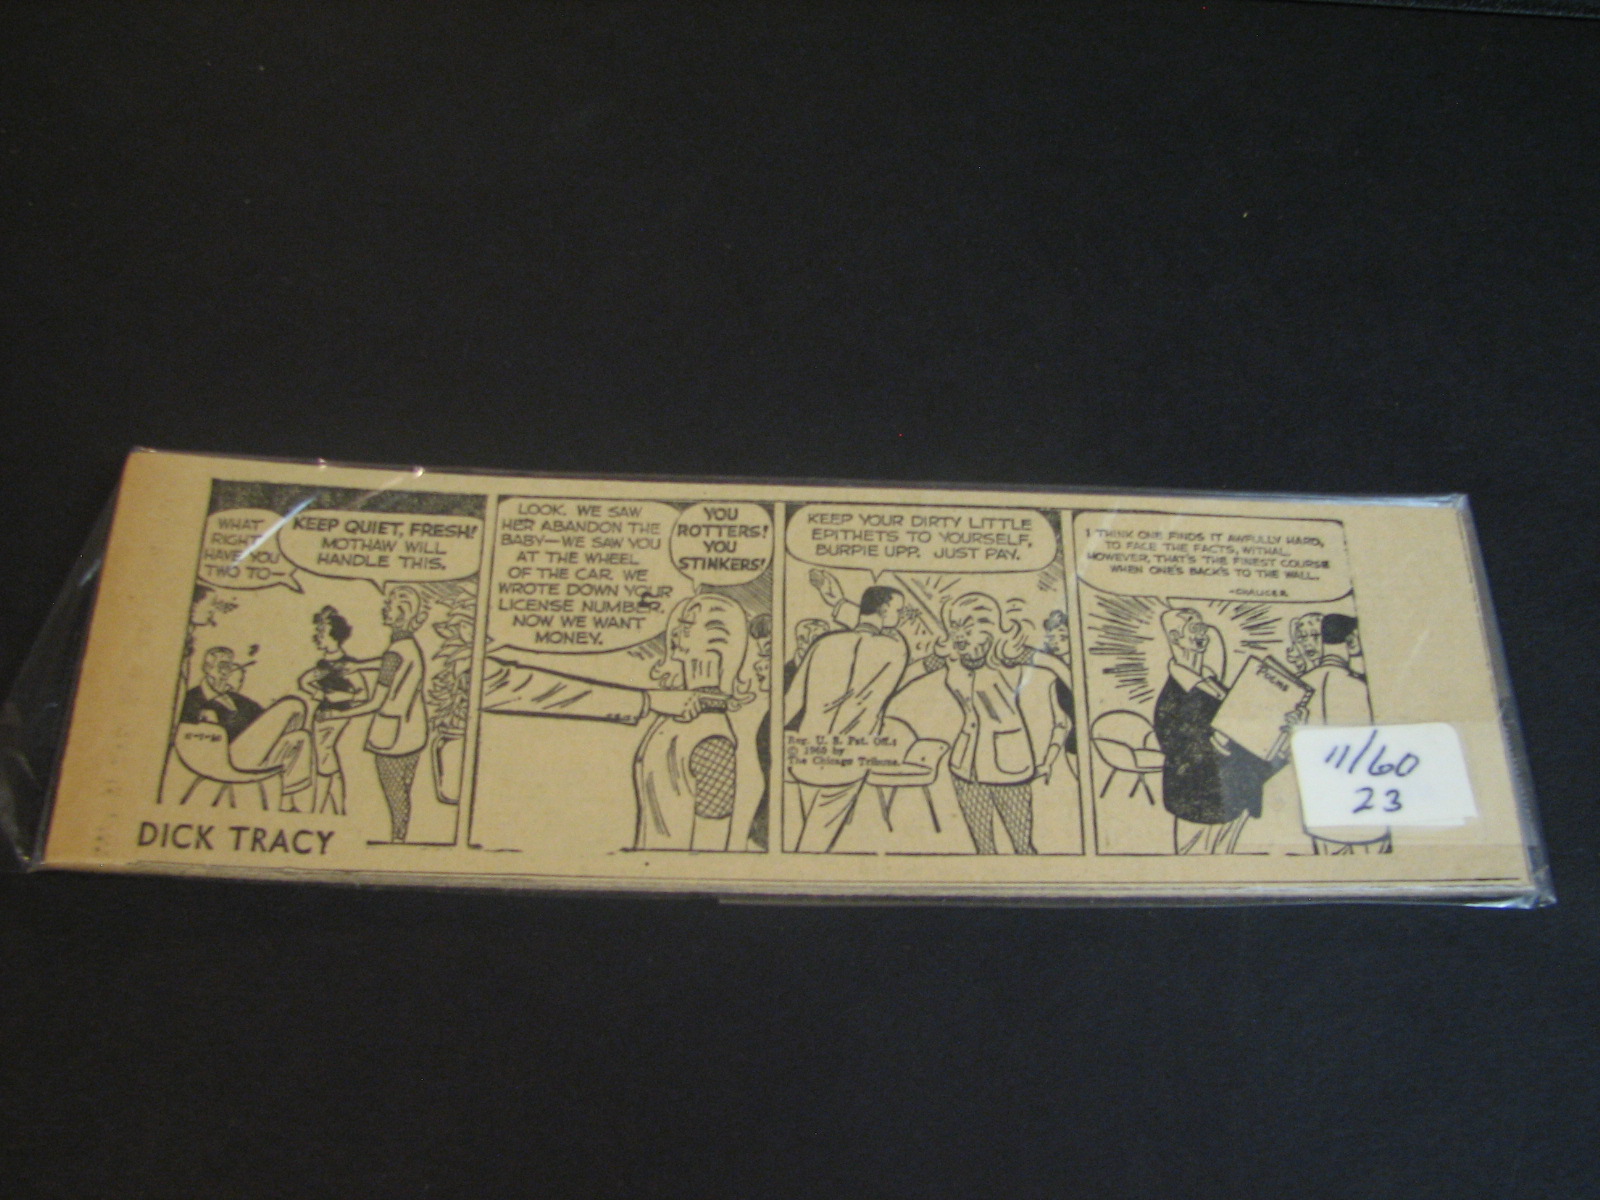 WHAT
RIGHT
HAVE YOU
TWO TO—
KEEP QUIET, FRESH!
MOTHAW WILL
HANDLE THIS.
11-1-60
DICK TRACY
LOOK. WE SAW
HER ABANDON THE
BABY—WE SAW YOU
AT THE WHEEL
OF THE CAR. WE
WROTE DOWN YOUR
LICENSE NUMBER.
NOW WE WANT
MONEY.
YOU
ROTTERS!
YOU
STINKERS!
KEEP YOUR DIRTY LITTLE
EPITHETS TO YOURSELF,
BURPIE UPP. JUST PAY.
Reg. U. S. Pat. Off.:
© 1960 by
The Chicago Tribune.
I THINK ONE FINDS IT AWFULLY HARD,
TO FACE THE FACTS, WITHAL.
HOWEVER, THAT'S THE FINEST COURSE
WHEN ONE'S BACK'S TO THE WALL.
-CHAUCER
POEMS
11/60
23